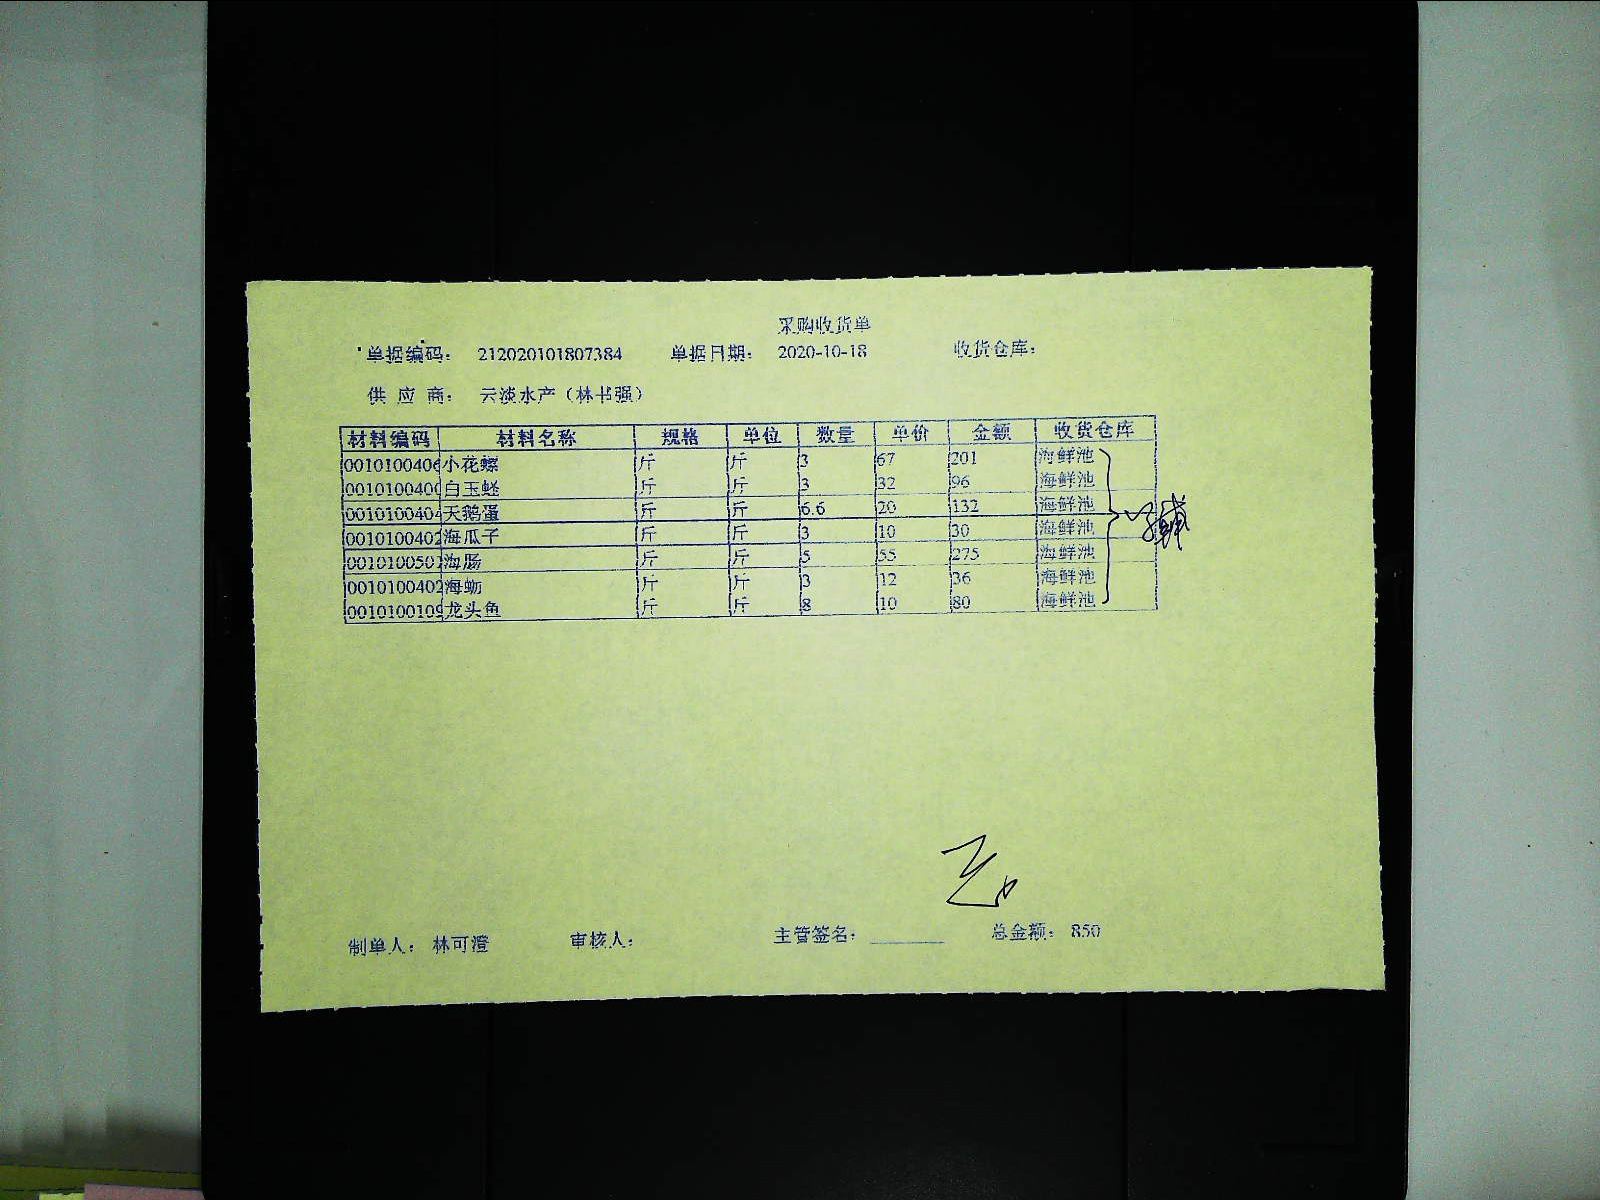 采购收货单
单据编码： 212020101807384 单据日期： 2020-10-18 收货仓库：
供 应 商： 云淡水产（林书强）
材料编码 材料名称 规格 单位 数量 单价 金额 收货仓库
0010100406 小花螺 斤 斤 3 67 201 海鲜池
0010100400 白玉蛏 斤 斤 3 32 96 海鲜池
0010100404 天鹅蛋 斤 斤 6.6 20 132 海鲜池
0010100402 海瓜子 斤 斤 3 10 30 海鲜池
001010050 海肠 斤 斤 5 55 275 海鲜池
0010100402 海蛎 斤 斤 3 12 36 海鲜池
0010100109 龙头鱼 斤 斤 8 10 80 海鲜池
制单人： 林可澄 审核人： 主管签名： 总金额： 850